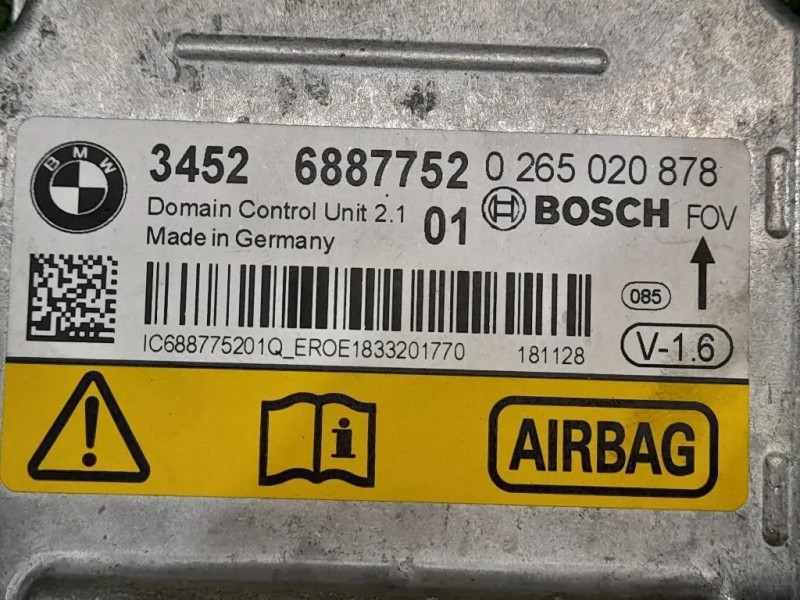 BMW
3452 6887752 0 265 020 878
Domain Control Unit 2.1 01 BOSCH FOV
Made in Germany
085
IC688775201Q_EROE1833201770 181128
V-1.6
i
AIRBAG